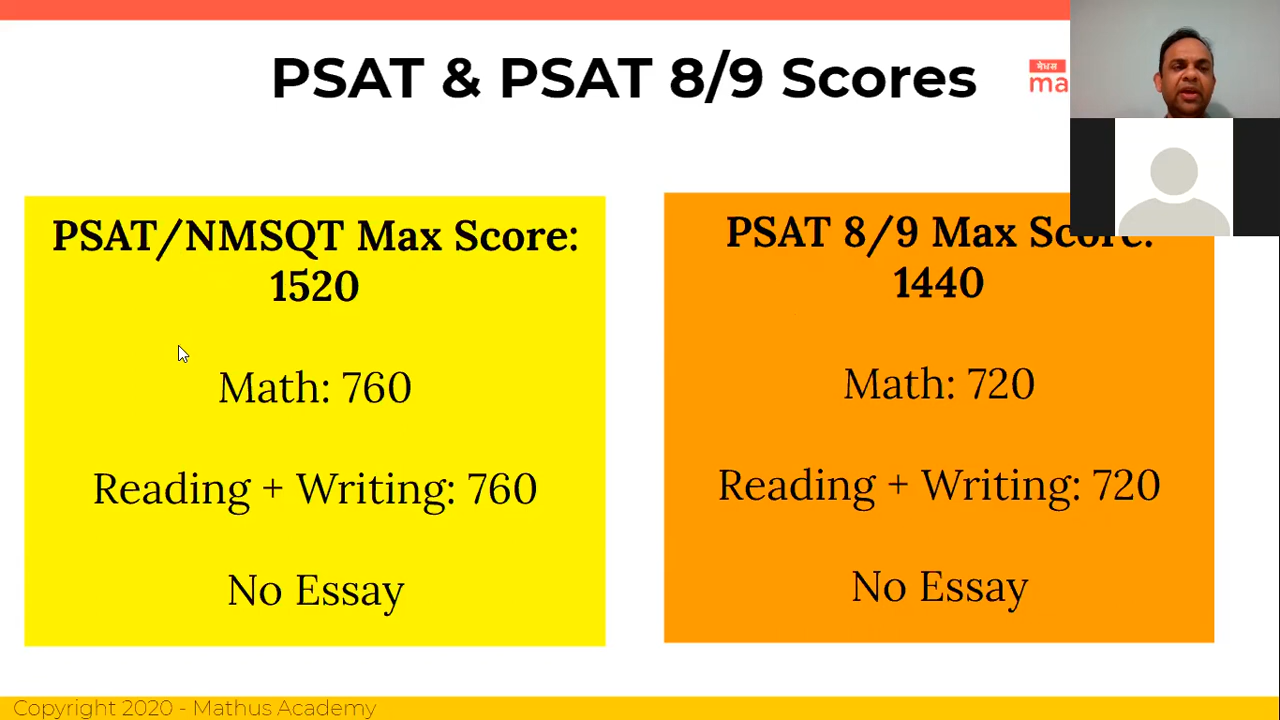 PSAT & PSAT 8/9 Scores
ma
PSAT/NMSQT Max Score:
1520
Math: 760
Reading + Writing: 760
No Essay
PSAT 8/9 Max Score:
1440
Math: 720
Reading + Writing: 720
No Essay
Copyright 2020 - Mathus Academy